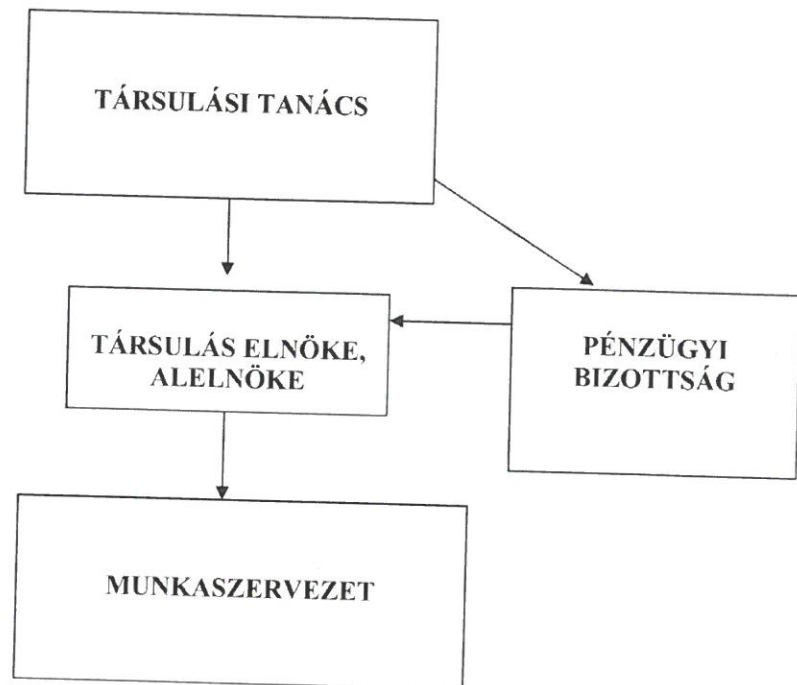 TÁRSULÁSI TANÁCS
TÁRSULÁS ELNÖKE,
ALELNÖKE
PÉNZÜGYI
BIZOTTSÁG
MUNKASZERVEZET